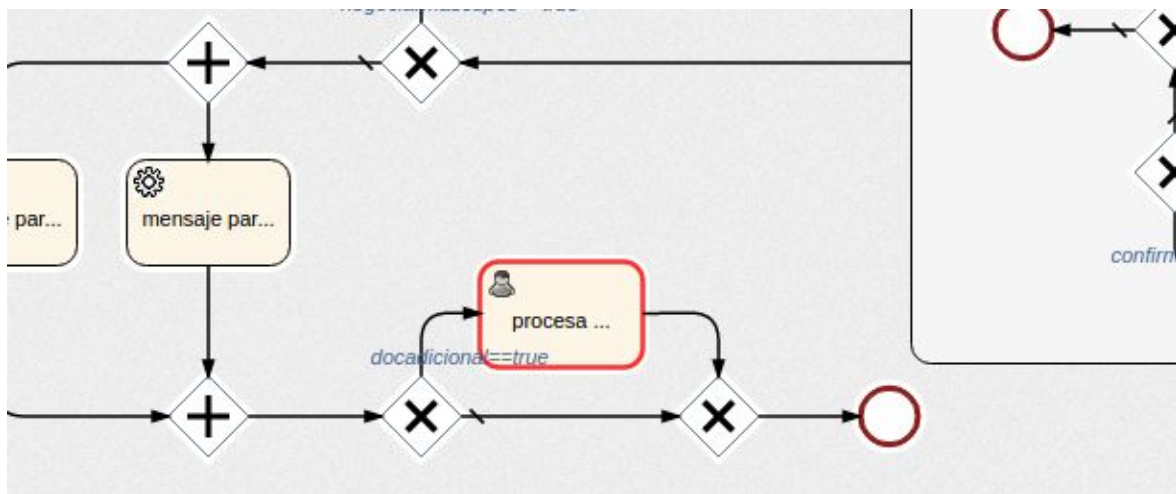 par...
mensaje par...
procesa ...
docadicional==true
confirm